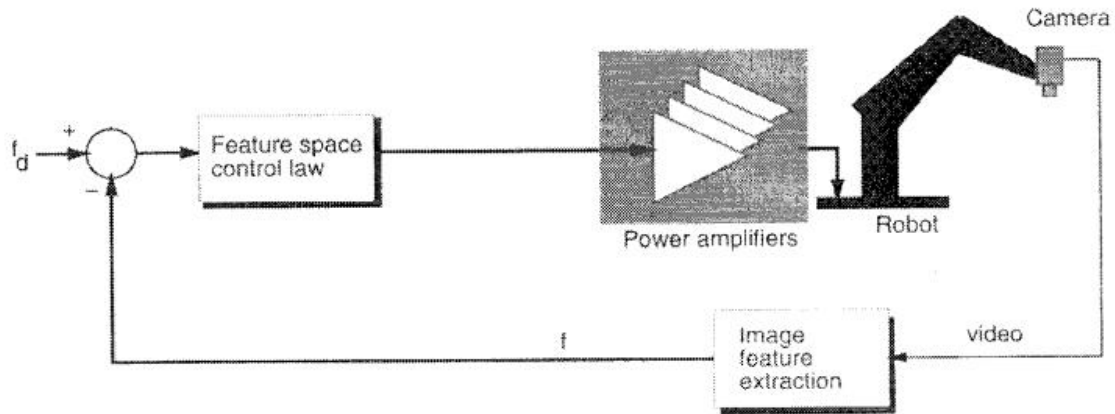 Camera
+
f
d
−
Feature space
control law
Power amplifiers
Robot
f
Image
feature
extraction
video